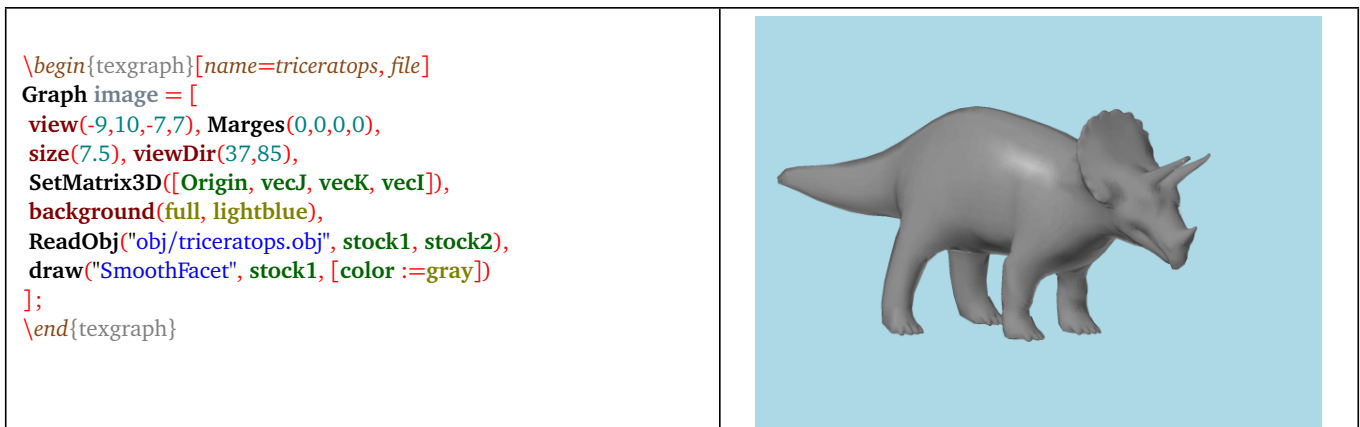 \begin{texgraph}[name=triceratops, file]
Graph image = [
view(-9,10,-7,7), Marges(0,0,0,0),
size(7.5), viewDir(37,85),
SetMatrix3D([Origin, vecJ, vecK, vecI]),
background(full, lightblue),
ReadObj("obj/triceratops.obj", stock1, stock2),
draw("SmoothFacet", stock1, [color :=gray])
];
\end{texgraph}